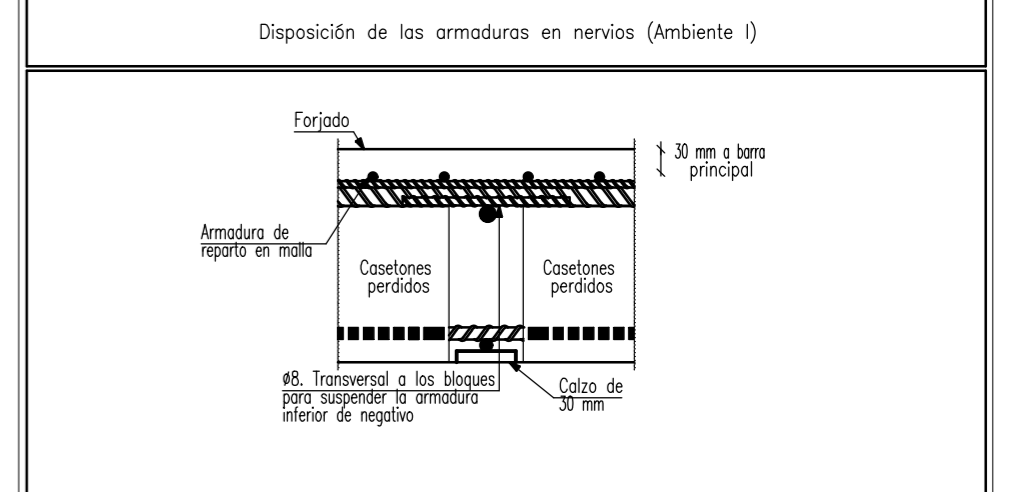 Disposición de las armaduras en nervios (Ambiente I)
Forjado
30 mm a barra
principal
Armadura de
reparto en malla
Casetones
perdidos
Casetones
perdidos
ø8. Transversal a los bloques
para suspender la armadura
inferior de negativo
Calzo de
30 mm